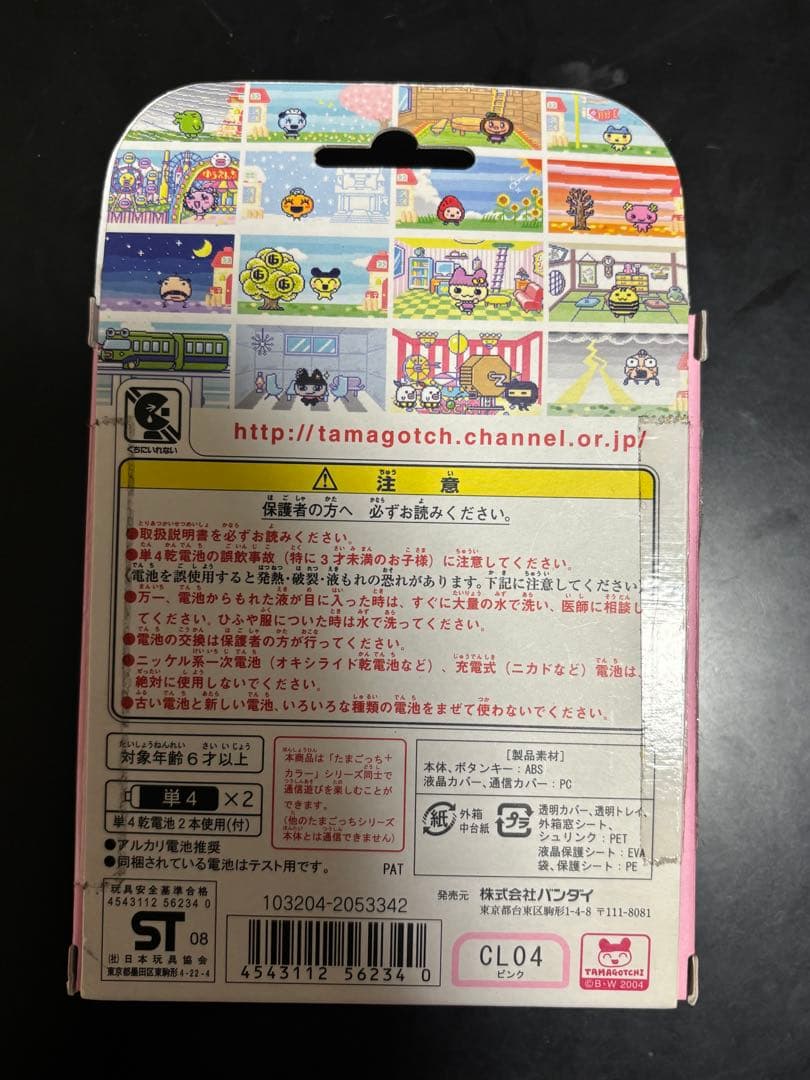 ゆうえんち
くちにいれない
http://tamagotch.channel.or.jp/
注意
保護者の方へ 必ずお読みください。
●取扱説明書を必ずお読みください。
●単4乾電池の誤飲事故(特に3才未満のお子様)に注意してください。
《電池を誤使用すると発熱・破裂・液もれの恐れがあります。下記に注意してください
●万一、電池からもれた液が目に入った時は、すぐに大量の水で洗い、医師に相談し
てください。ひふや服についた時は水で洗ってください。
●電池の交換は保護者の方が行ってください。
●ニッケル系一次電池(オキシライド乾電池など)、充電式(ニカドなど)電池は、
絶対に使用しないでください。
●古い電池と新しい電池、いろいろな種類の電池をまぜて使わないでください。
対象年齢6才以上
単4×2
単4乾電池2本使用(付)
●アルカリ電池推奨
●同梱されている電池はテスト用です。
本商品は「たまごっち+
カラー」シリーズ同士で
通信遊びを楽しむことが
できます。
(他のたまごっちシリーズ
本体とは通信できません)
PAT
[製品素材]
本体、ボタンキー:ABS
液晶カバー、通信カバー:PC
紙
外箱
中台紙
プラ
透明カバー、透明トレイ、
外箱窓シート、
シュリンク:PET
液晶保護シート:EVA
袋、保護シート:PE
玩具安全基準合格
4543112 56234 0
ST 08
(社)日本玩具協会
東京都墨田区東駒形4-22-4
103204-2053342
4543112 562340
発売元 株式会社バンダイ
東京都台東区駒形1-4-8 〒111-8081
CL04
ピンク
TAMAGOTCHI
©B・W 2004